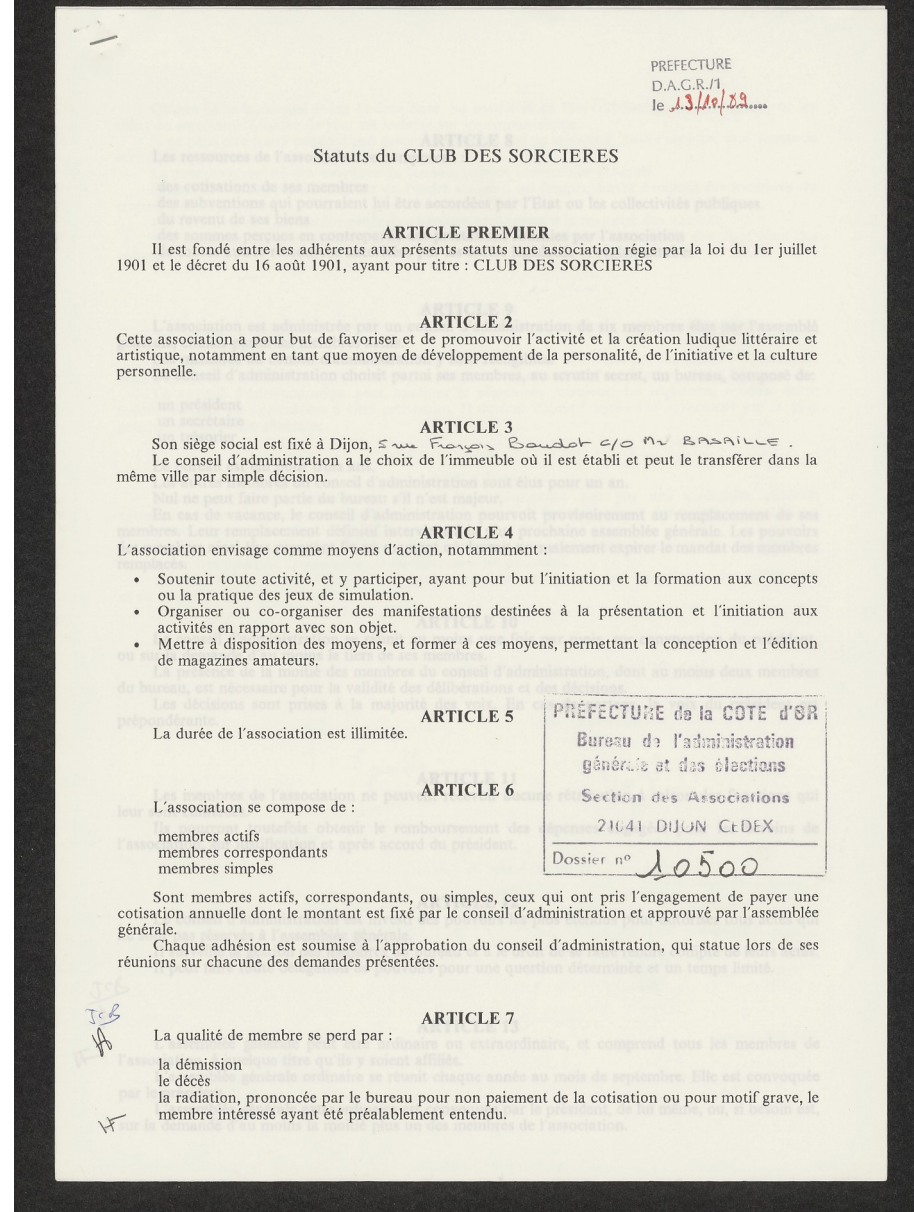 PREFECTURE
D.A.G.R./1
le 13/10/89
Statuts du CLUB DES SORCIERES
ARTICLE PREMIER
Il est fondé entre les adhérents aux présents statuts une association régie par la loi du 1er juillet
1901 et le décret du 16 août 1901, ayant pour titre : CLUB DES SORCIERES
ARTICLE 2
Cette association a pour but de favoriser et de promouvoir l'activité et la création ludique littéraire et
artistique, notamment en tant que moyen de développement de la personalité, de l'initiative et la culture
personnelle.
ARTICLE 3
Son siège social est fixé à Dijon, 5 rue François Baudot c/o Mr BASAILLE .
Le conseil d'administration a le choix de l'immeuble où il est établi et peut le transférer dans la
même ville par simple décision.
ARTICLE 4
L'association envisage comme moyens d'action, notammment :
• Soutenir toute activité, et y participer, ayant pour but l'initiation et la formation aux concepts
ou la pratique des jeux de simulation.
• Organiser ou co-organiser des manifestations destinées à la présentation et l'initiation aux
activités en rapport avec son objet.
• Mettre à disposition des moyens, et former à ces moyens, permettant la conception et l'édition
de magazines amateurs.
ARTICLE 5
La durée de l'association est illimitée.
PRÉFECTURE de la COTE d'OR
Bureau de l'administration
générale et des élections
Section des Associations
21041 DIJON CEDEX
Dossier nº 10500
ARTICLE 6
L'association se compose de :
membres actifs
membres correspondants
membres simples
Sont membres actifs, correspondants, ou simples, ceux qui ont pris l'engagement de payer une
cotisation annuelle dont le montant est fixé par le conseil d'administration et approuvé par l'assemblée
générale.
Chaque adhésion est soumise à l'approbation du conseil d'administration, qui statue lors de ses
réunions sur chacune des demandes présentées.
JcB
ARTICLE 7
La qualité de membre se perd par :
la démission
le décès
la radiation, prononcée par le bureau pour non paiement de la cotisation ou pour motif grave, le
membre intéressé ayant été préalablement entendu.